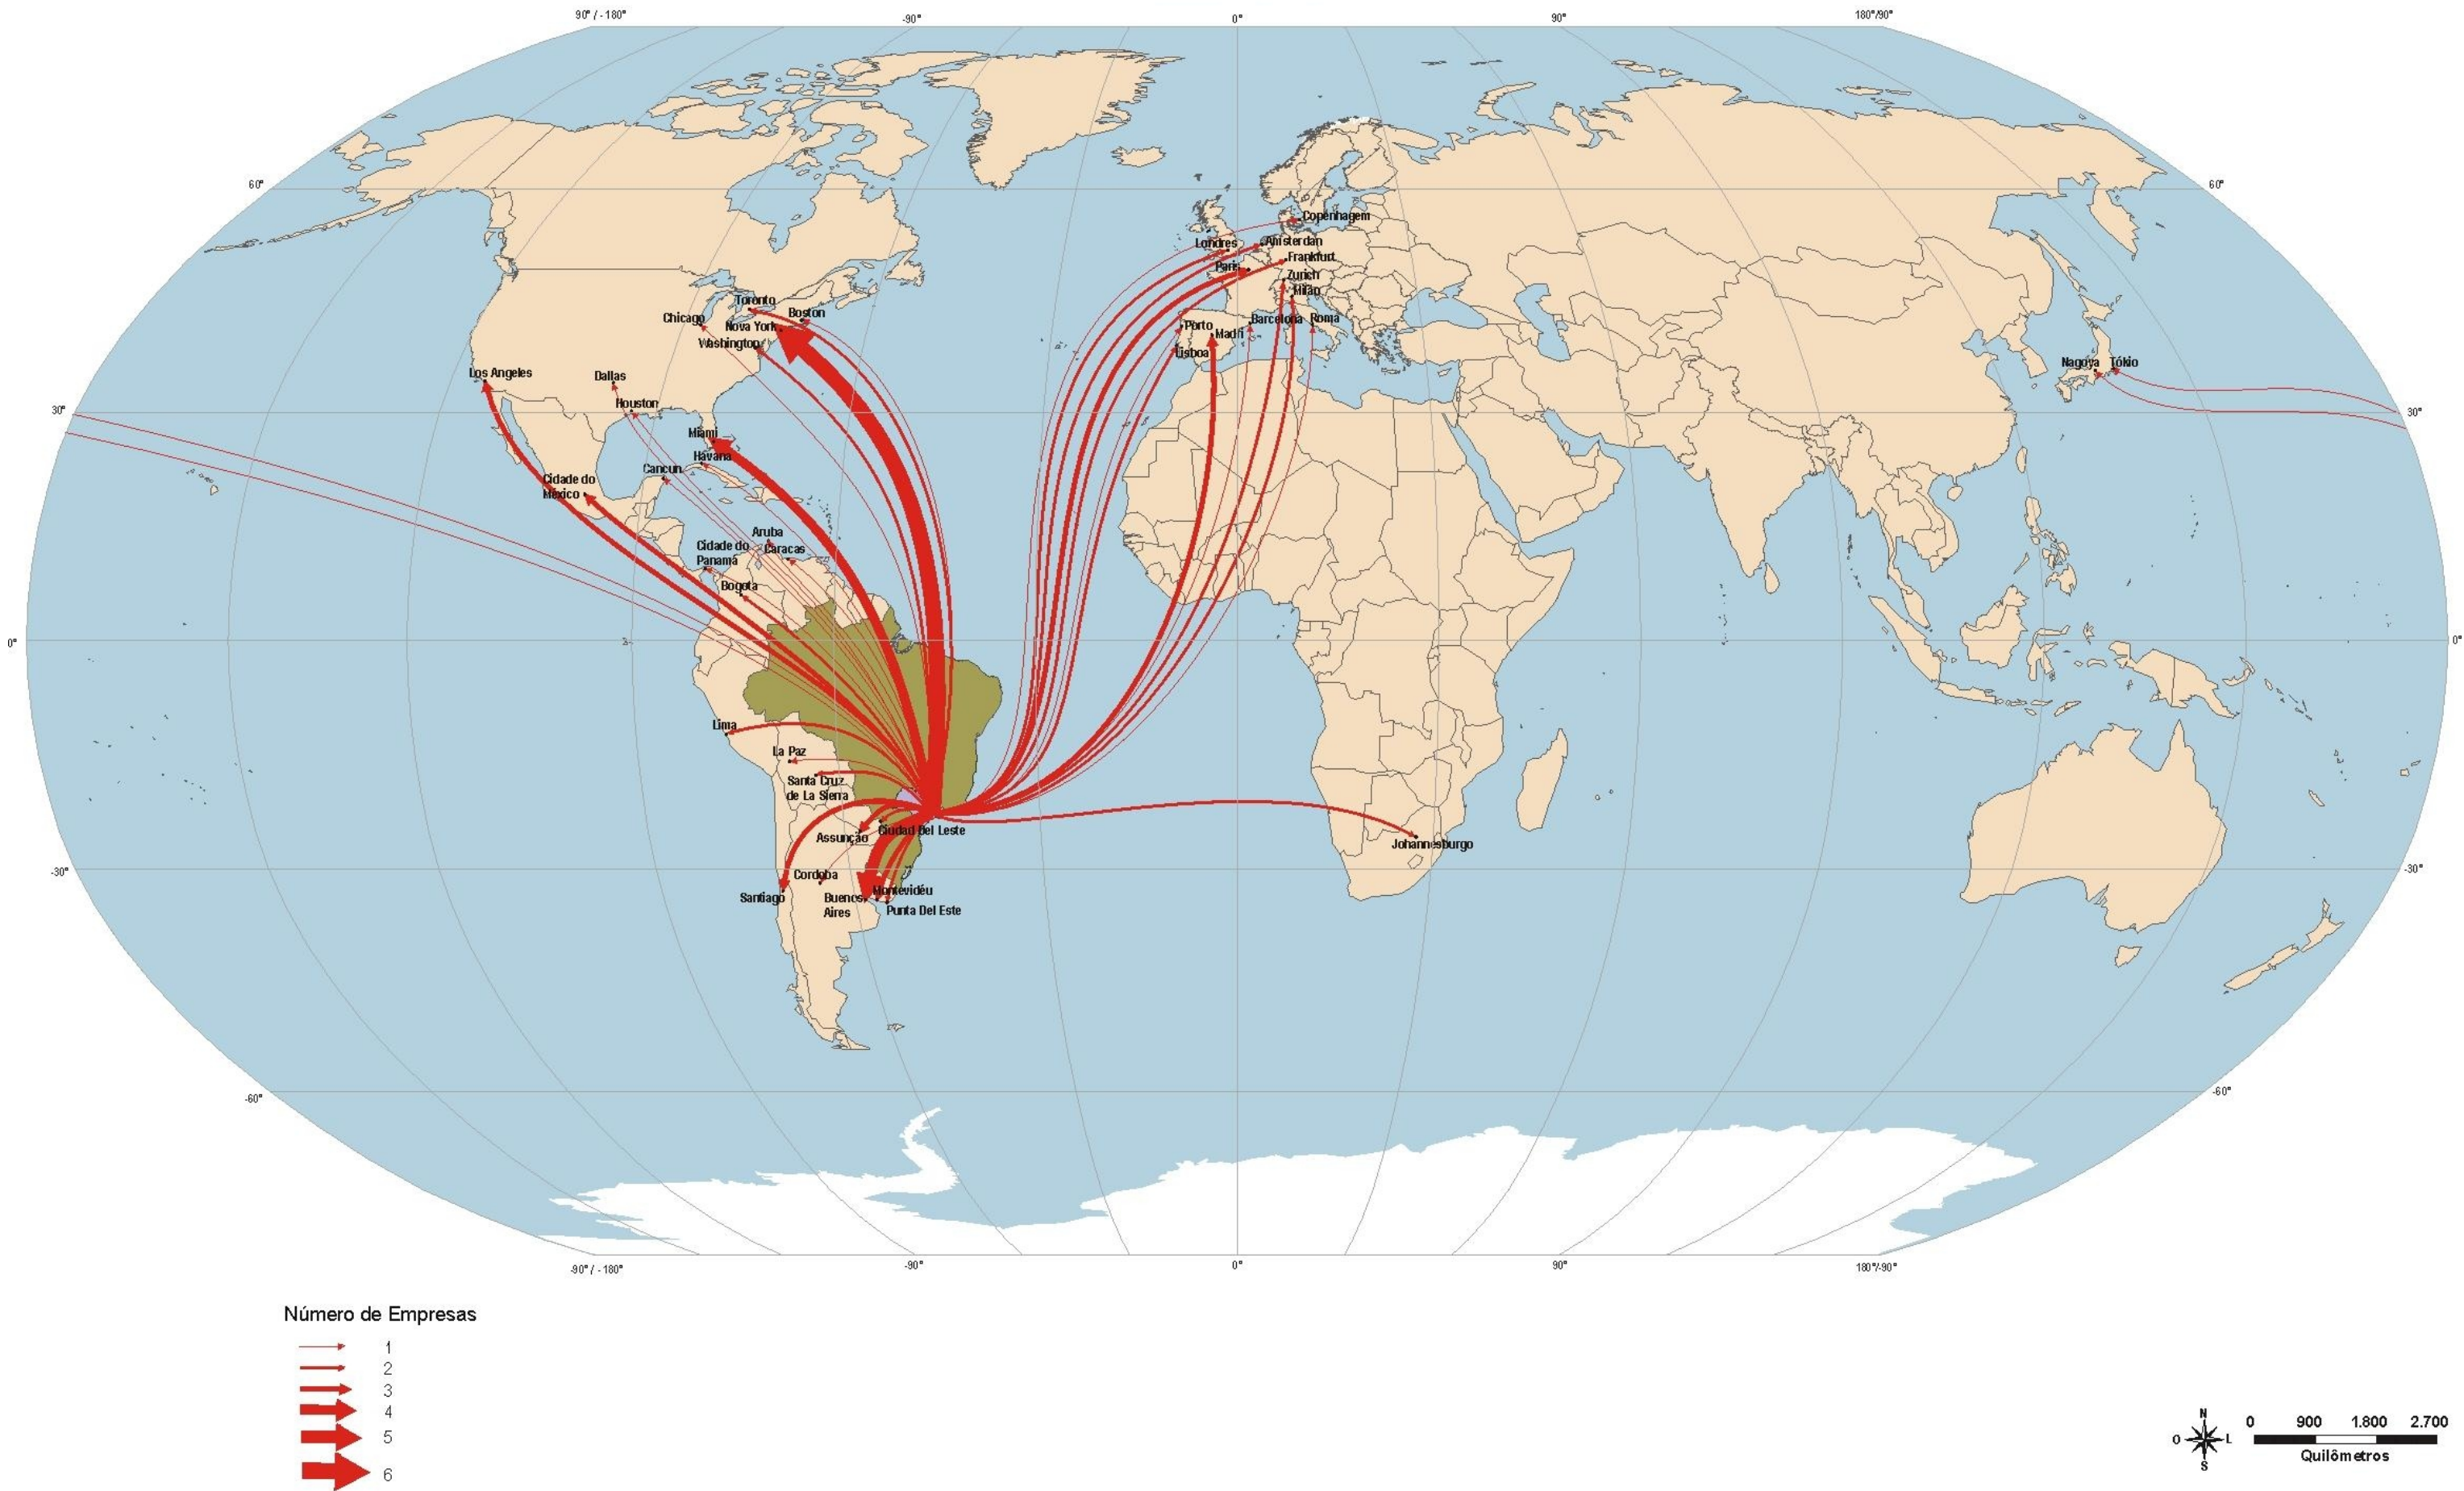 90° / - 180°
-90°
0°
90°
180°/90°
60°
60°
Copenhagem
Londres
Amsterdan
Frankfurt
Paris
Zurich
Milão
Toronto
Boston
Chicago
Nova York
Washington
Porto
Madri
Barcelona
Roma
Lisboa
Nagoya
Tókio
Los Angeles
Dallas
Houston
30°
30°
Miami
Havana
Cancun
Cidade do
México
Aruba
Cidade do
Panamá
Caracas
Bogota
0°
0°
Lima
La Paz
Santa Cruz
de La Sierra
Assunção
Ciudad Del Leste
Johannesburgo
-30°
-30°
Cordoba
Santiago
Buenos
Aires
Montevidéu
Punta Del Este
-60°
-60°
-90° / - 180°
-90°
0°
90°
180°/-90°
Número de Empresas
1
2
3
4
5
6
N
O
L
S
0 900 1.800 2.700
Quilômetros